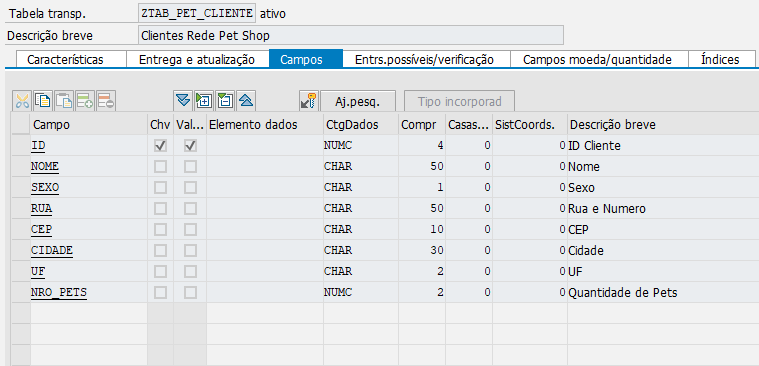 Tabela transp. ZTAB_PET_CLIENTE ativo
Descrição breve Clientes Rede Pet Shop
Características Entrega e atualização Campos Entrs.possíveis/verificação Campos moeda/quantidade Índices
Aj.pesq. Tipo incorporad
Campo Chv Val... Elemento dados CtgDados Compr Casas... SistCoords. Descrição breve
ID NUMC 4 0 0 ID Cliente
NOME CHAR 50 0 0 Nome
SEXO CHAR 1 0 0 Sexo
RUA CHAR 50 0 0 Rua e Numero
CEP CHAR 10 0 0 CEP
CIDADE CHAR 30 0 0 Cidade
UF CHAR 2 0 0 UF
NRO_PETS NUMC 2 0 0 Quantidade de Pets